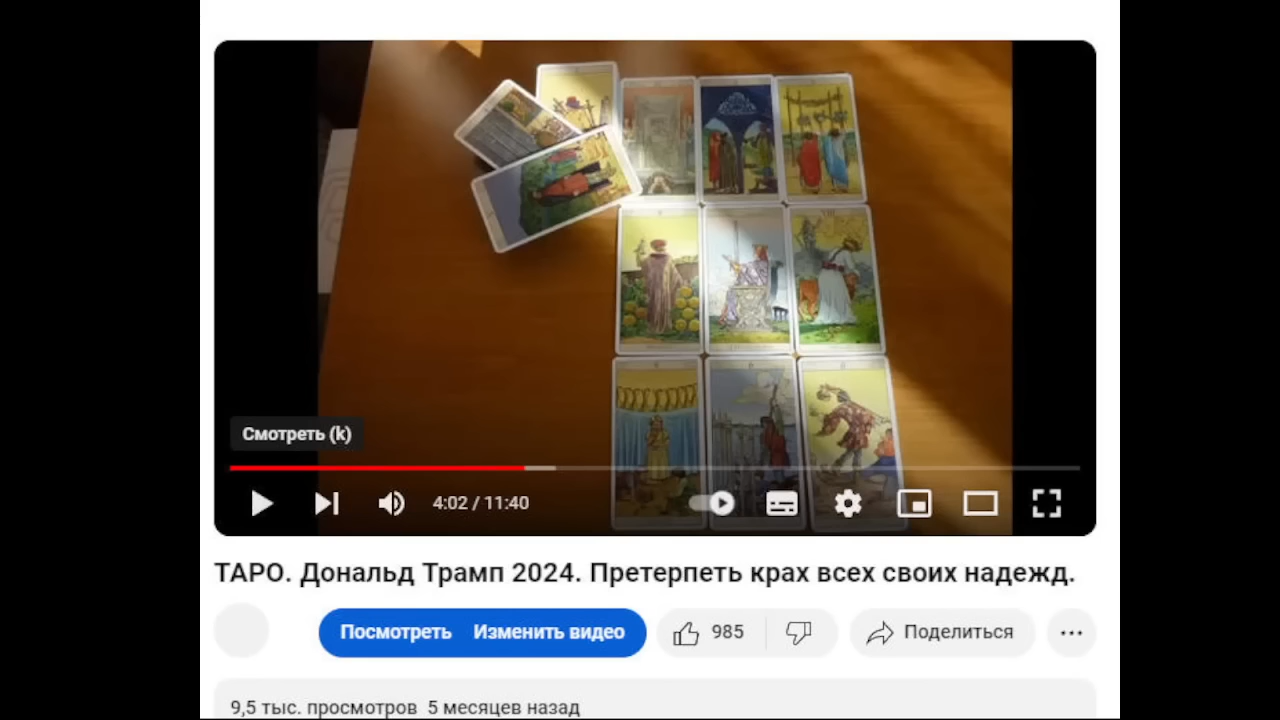 Смотреть (k)
4:02 / 11:40
ТАРО. Дональд Трамп 2024. Претерпеть крах всех своих надежд.
Посмотреть Изменить видео 985 Поделиться
9,5 тыс. просмотров 5 месяцев назад